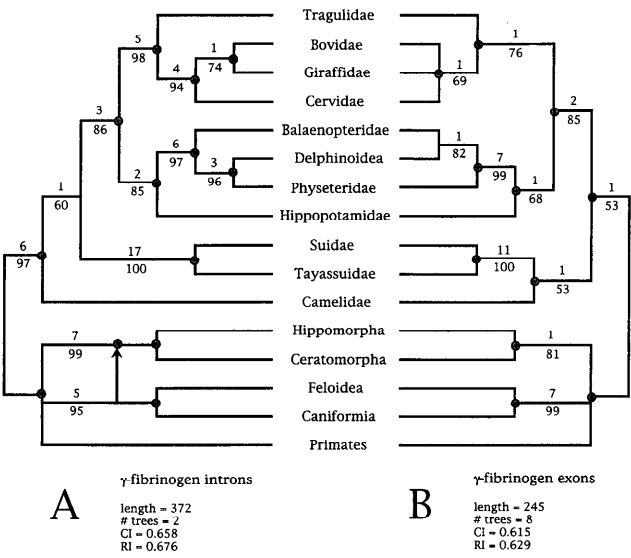 Tragulidae
5
1
98
1
76
Bovidae
4
74
1
Giraffidae
94
69
3
Cervidae
2
86
85
6
Balaenopteridae
1
97
3
Delphinoidea
82
7
2
96
Physeteridae
99
1
1
85
1
60
68
53
Hippopotamidae
6
17
Suidae
11
97
100
Tayassuidae
100
1
Camelidae
53
7
Hippomorpha
1
99
Ceratomorpha
81
5
Feloidea
7
95
Caniformia
99
Primates
A
γ-fibrinogen introns
length = 372
# trees = 2
CI = 0.658
RI = 0.676
B
γ-fibrinogen exons
length = 245
# trees = 8
CI = 0.615
RI = 0.629